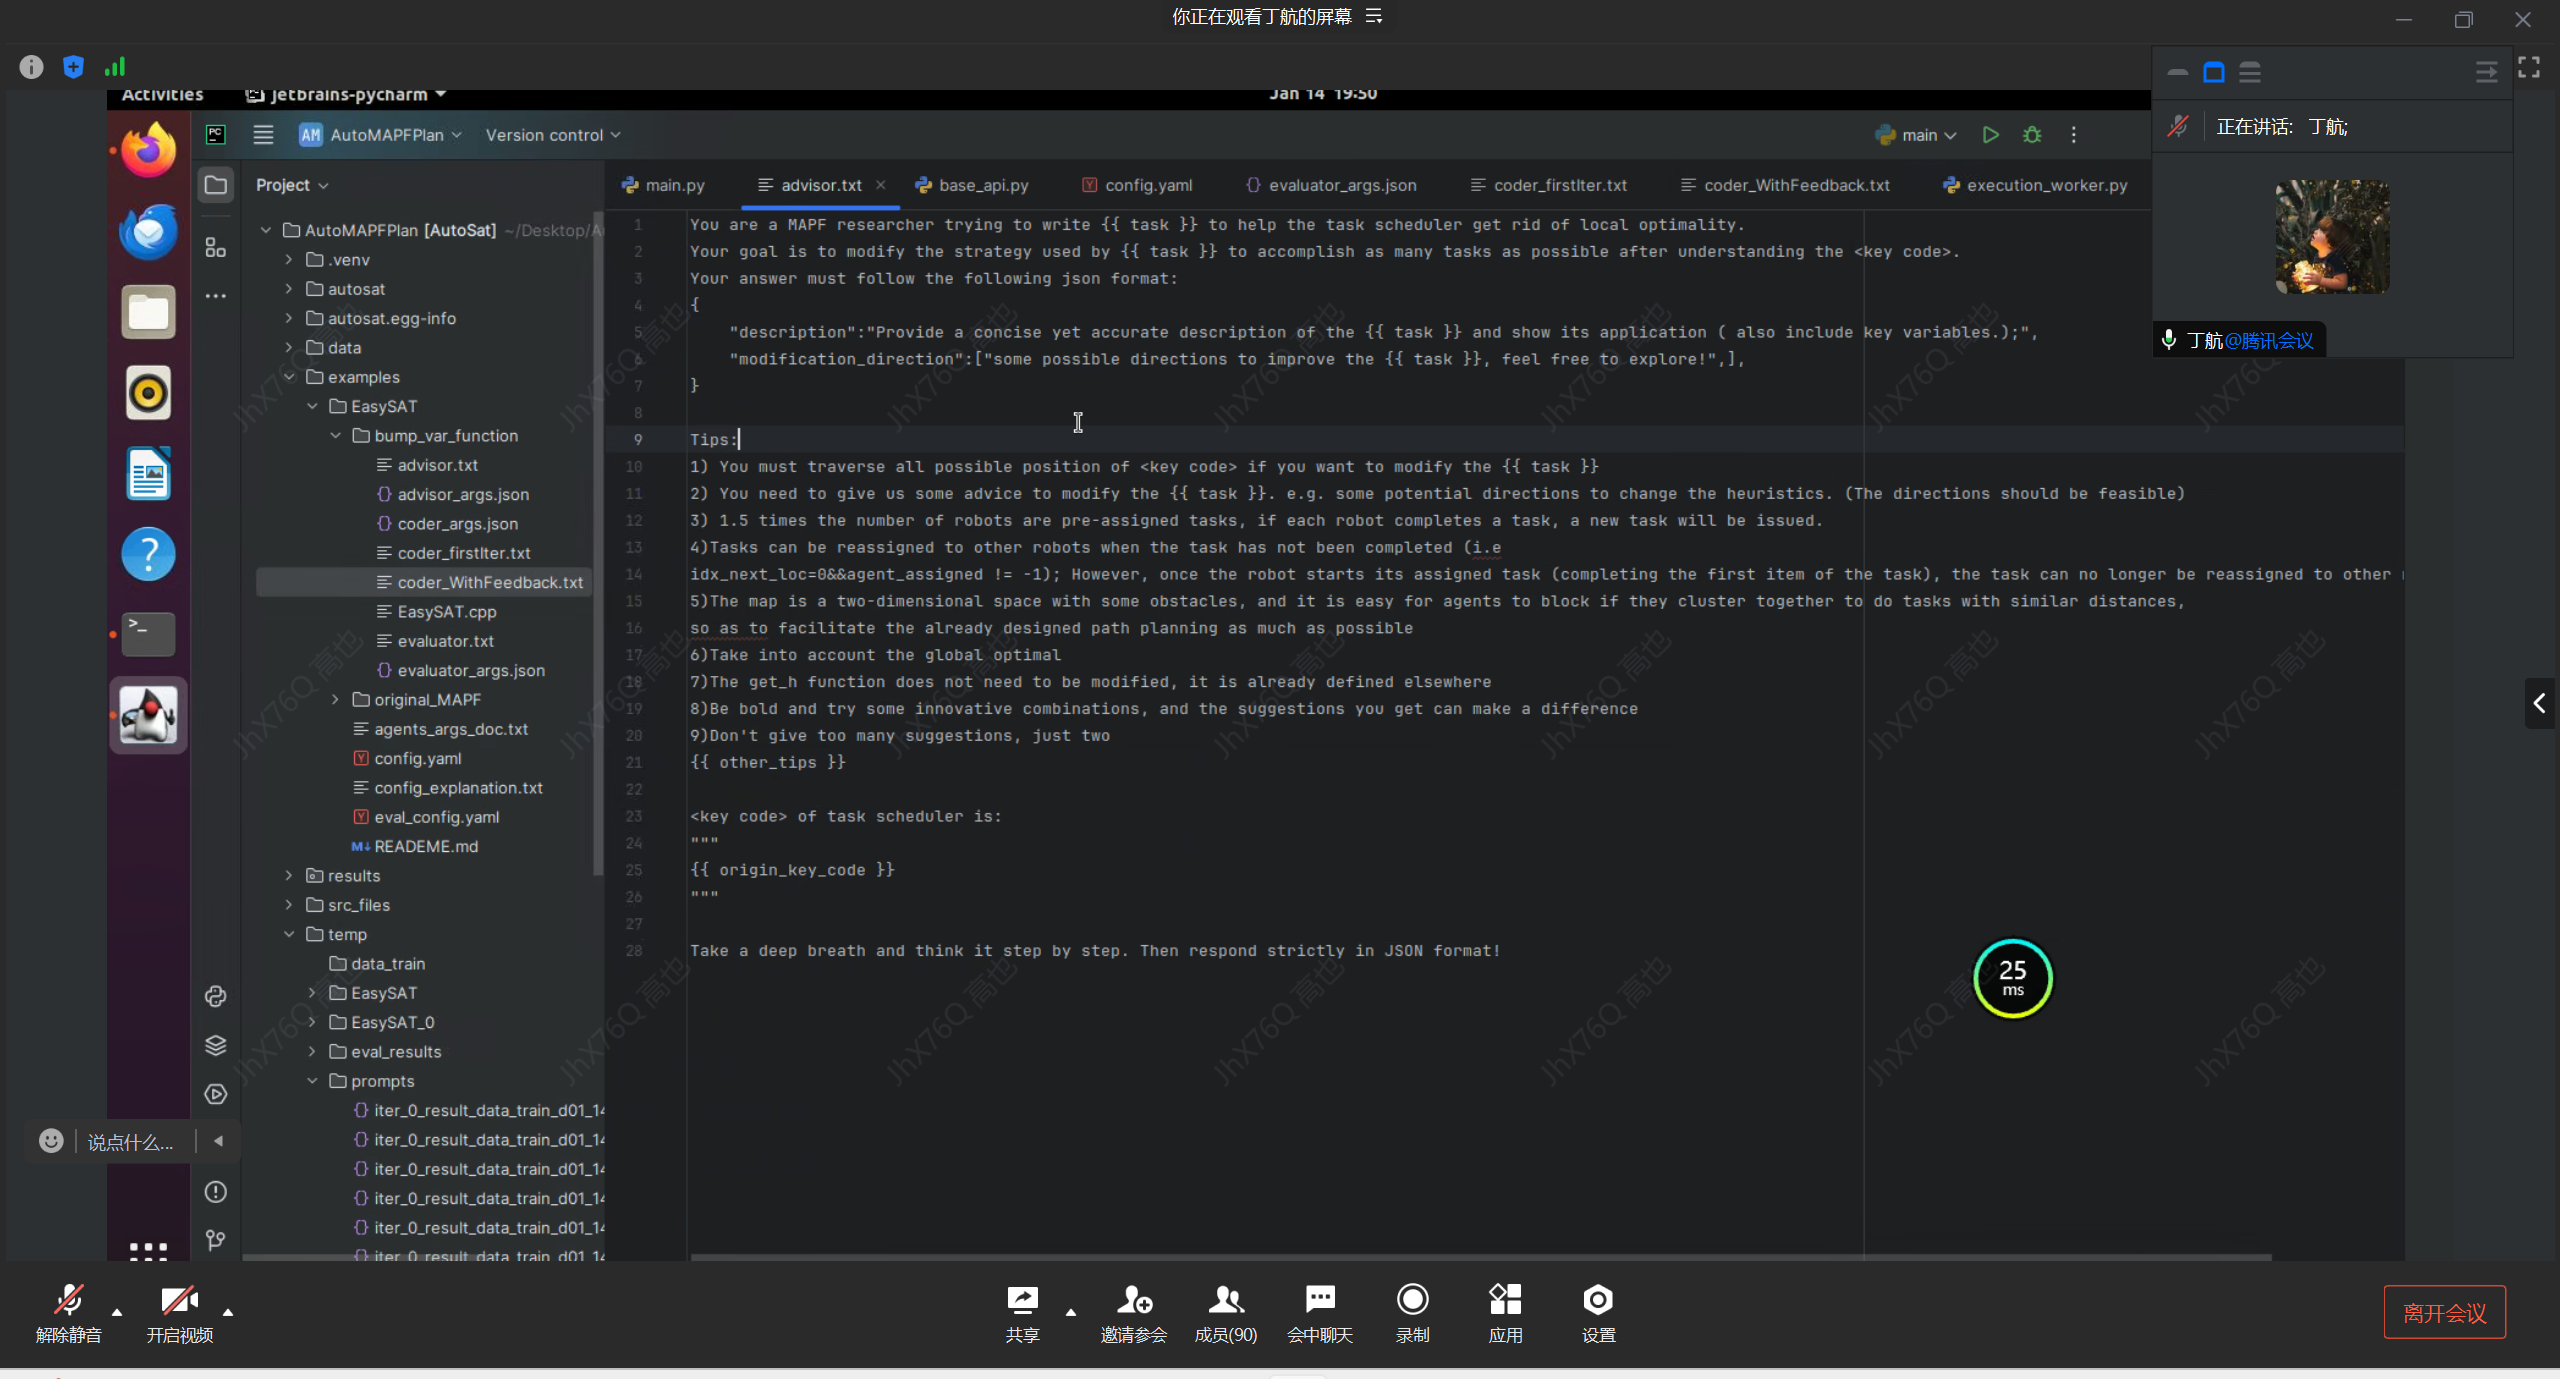 你正在观看丁航的屏幕
Activities
jetbrains-pycharm
Jan 14 19:50
正在讲话: 丁航;
丁航@腾讯会议
AM AutoMAPFPlan
Version control
main
Project
main.py
advisor.txt
base_api.py
config.yaml
evaluator_args.json
coder_firstIter.txt
coder_WithFeedback.txt
execution_worker.py
AutoMAPFPlan [AutoSat] ~/Desktop/A
.venv
autosat
autosat.egg-info
data
examples
EasySAT
bump_var_function
advisor.txt
advisor_args.json
coder_args.json
coder_firstIter.txt
coder_WithFeedback.txt
EasySAT.cpp
evaluator.txt
evaluator_args.json
original_MAPF
agents_args_doc.txt
config.yaml
config_explanation.txt
eval_config.yaml
READEME.md
results
src_files
temp
data_train
EasySAT
EasySAT_0
eval_results
prompts
iter_0_result_data_train_d01_14
iter_0_result_data_train_d01_14
iter_0_result_data_train_d01_14
iter_0_result_data_train_d01_14
iter_0_result_data_train_d01_14
iter_0_result_data_train_d01_14
1 You are a MAPF researcher trying to write {{ task }} to help the task scheduler get rid of local optimality.
2 Your goal is to modify the strategy used by {{ task }} to accomplish as many tasks as possible after understanding the <key code>.
3 Your answer must follow the following json format:
4 {
5 "description":"Provide a concise yet accurate description of the {{ task }} and show its application ( also include key variables.);",
6 "modification_direction":["some possible directions to improve the {{ task }}, feel free to explore!",],
7 }
8
9 Tips:
10 1) You must traverse all possible position of <key code> if you want to modify the {{ task }}
11 2) You need to give us some advice to modify the {{ task }}. e.g. some potential directions to change the heuristics. (The directions should be feasible)
12 3) 1.5 times the number of robots are pre-assigned tasks, if each robot completes a task, a new task will be issued.
13 4)Tasks can be reassigned to other robots when the task has not been completed (i.e
14 idx_next_loc=0&&agent_assigned != -1); However, once the robot starts its assigned task (completing the first item of the task), the task can no longer be reassigned to other
15 5)The map is a two-dimensional space with some obstacles, and it is easy for agents to block if they cluster together to do tasks with similar distances,
16 so as to facilitate the already designed path planning as much as possible
17 6)Take into account the global optimal
18 7)The get_h function does not need to be modified, it is already defined elsewhere
19 8)Be bold and try some innovative combinations, and the suggestions you get can make a difference
20 9)Don't give too many suggestions, just two
21 {{ other_tips }}
22
23 <key code> of task scheduler is:
24 """
25 {{ origin_key_code }}
26 """
27
28 Take a deep breath and think it step by step. Then respond strictly in JSON format!
JhX76Q 高也
25
ms
说点什么...
解除静音
开启视频
共享
邀请参会
成员(90)
会中聊天
录制
应用
设置
离开会议